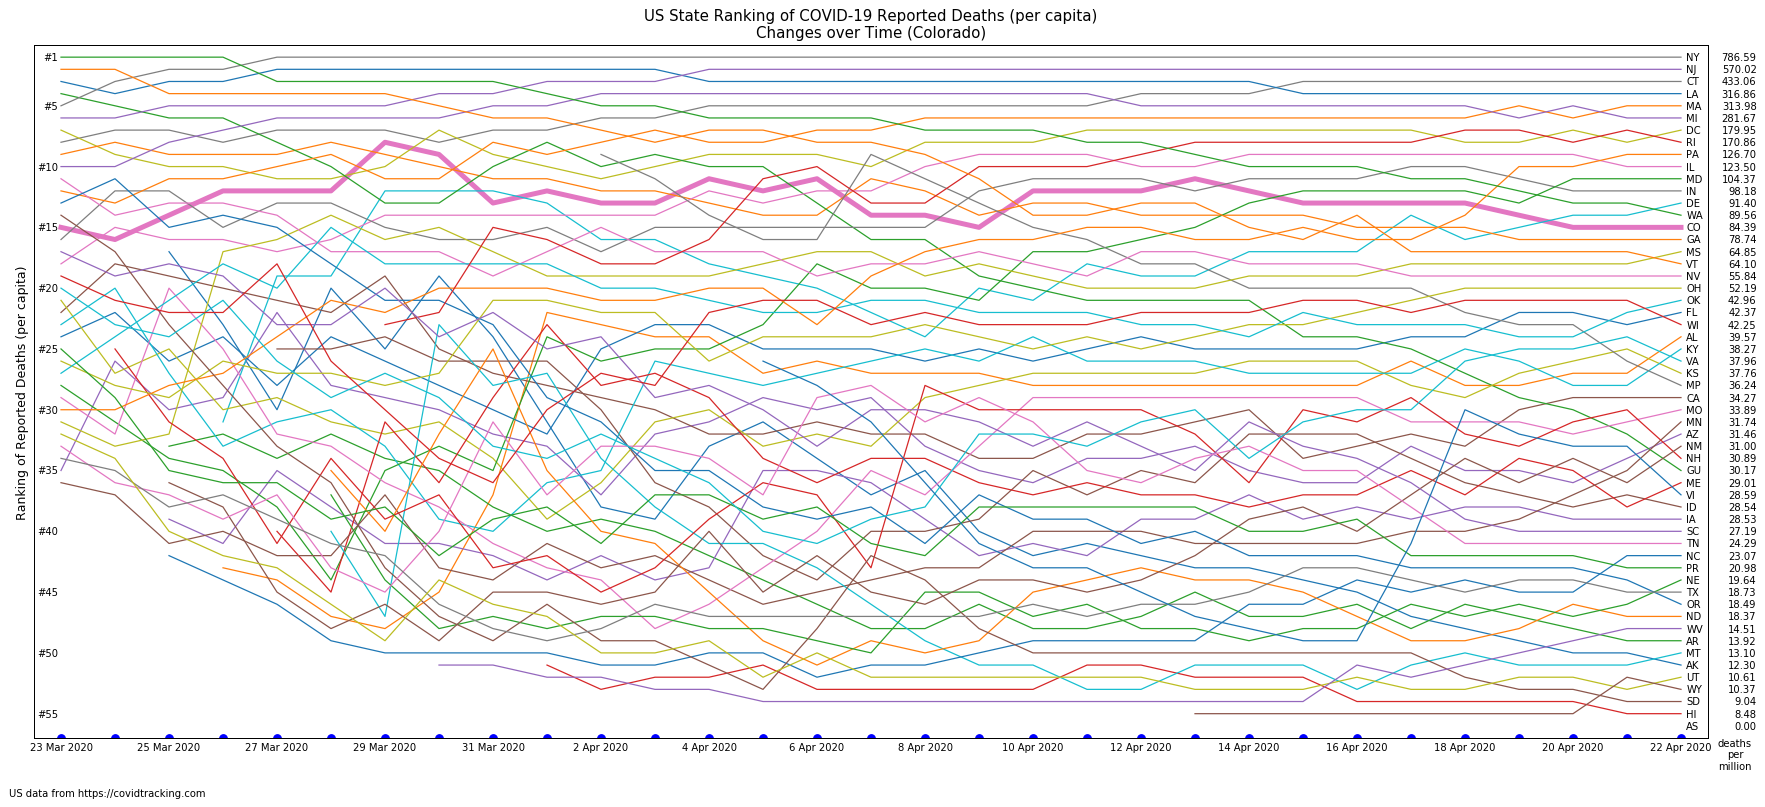 US State Ranking of COVID-19 Reported Deaths (per capita)
Changes over Time (Colorado)
Ranking of Reported Deaths (per capita)
#1
#5
#10
#15
#20
#25
#30
#35
#40
#45
#50
#55
NY 786.59
NJ 570.02
CT 433.06
LA 316.86
MA 313.98
MI 281.67
DC 179.95
RI 170.86
PA 126.70
IL 123.50
MD 104.37
IN 98.18
DE 91.40
WA 89.56
CO 84.39
GA 78.74
MS 64.85
VT 64.10
NV 55.84
OH 52.19
OK 42.96
FL 42.37
WI 42.25
AL 39.57
KY 38.27
VA 37.96
KS 37.76
MP 36.24
CA 34.27
MO 33.89
MN 31.74
AZ 31.46
NM 31.00
NH 30.89
GU 30.17
ME 29.01
VI 28.59
ID 28.54
IA 28.53
SC 27.19
TN 24.29
NC 23.07
PR 20.98
NE 19.64
TX 18.73
OR 18.49
ND 18.37
WV 14.51
AR 13.92
MT 13.10
AK 12.30
UT 10.61
WY 10.37
SD 9.04
HI 8.48
AS 0.00
23 Mar 2020 25 Mar 2020 27 Mar 2020 29 Mar 2020 31 Mar 2020 2 Apr 2020 4 Apr 2020 6 Apr 2020 8 Apr 2020 10 Apr 2020 12 Apr 2020 14 Apr 2020 16 Apr 2020 18 Apr 2020 20 Apr 2020 22 Apr 2020
deaths
per
million
US data from https://covidtracking.com